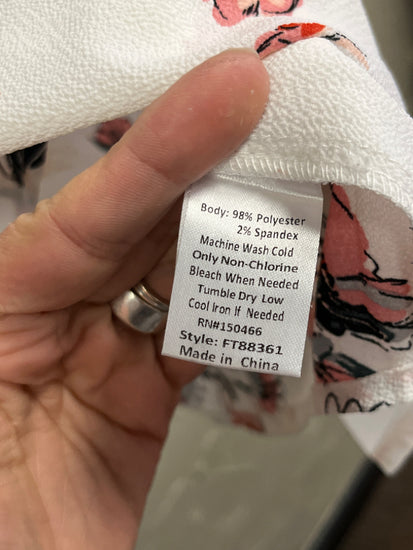 Body: 98% Polyester
2% Spandex
Machine Wash Cold
Only Non-Chlorine
Bleach When Needed
Tumble Dry Low
Cool Iron If Needed
RN#150466
Style: FT88361
Made in China